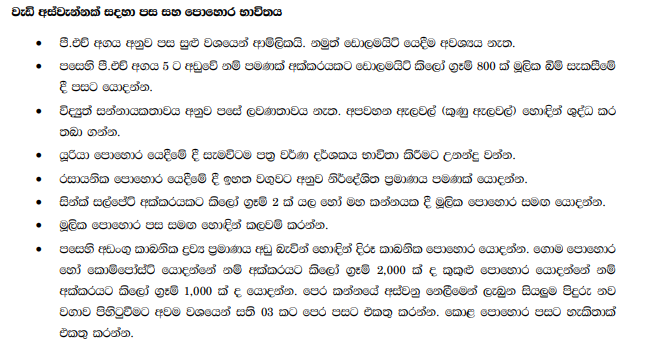 වැඩි අස්වැන්නක් සඳහා පස සහ පොහොර භාවිතය
• පී.එච් අගය අනුව පස සුළු වශයෙන් ආම්ලිකයි. නමුත් ඩොලමයිට් යෙදීම අවශ්‍යය නැත.
• පසෙහි පී.එච් අගය 5 ට අඩුවේ නම් පමණක් අක්කරයකට ඩොලමයිට් කිලෝ ග්‍රෑම් 800 ක් මූලික බිම් සැකසීමේ
දී පසට යොදන්න.
• විද්‍යුත් සන්නායකතාවය අනුව පසේ ලවණතාවය නැත. අපවහන ඇලවල් (කුණු ඇලවල්) හොඳින් ශුද්ධ කර
තබා ගන්න.
• යූරියා පොහොර යෙදීමේ දී සැමවිටම පත්‍ර වර්ණ දර්ශකය භාවිතා කිරීමට උනන්දු වන්න.
• රසායනික පොහොර යෙදීමේ දී ඉහත වගුවට අනුව නිර්දේශිත ප්‍රමාණය පමණක් යොදන්න.
• සින්ක් සල්පේට් අක්කරයකට කිලෝ ග්‍රෑම් 2 ක් යල හෝ මහ කන්නයක දී මූලික පොහොර සමඟ යොදන්න.
• මූලික පොහොර පස සමඟ හොඳින් කලවම් කරන්න.
• පසෙහි අඩංගු කාබනික ද්‍රව්‍ය ප්‍රමාණය අඩු බැවින් හොඳින් දිරූ කාබනික පොහොර යොදන්න. ගොම පොහොර
හෝ කොම්පෝස්ට් යොදන්නේ නම් අක්කරයට කිලෝ ග්‍රෑම් 2,000 ක් ද කුකුළු පොහොර යොදන්නේ නම්
අක්කරයකට කිලෝ ග්‍රෑම් 1,000 ක් ද යොදන්න. පෙර කන්නයේ අස්වනු නෙලීමෙන් ලැබුන සියලුම පිදුරු නව
වගාව පිහිටුවීමට අවම වශයෙන් සති 03 කට පෙර පසට එකතු කරන්න. කොළ පොහොර පසට හැකිතාක්
එකතු කරන්න.